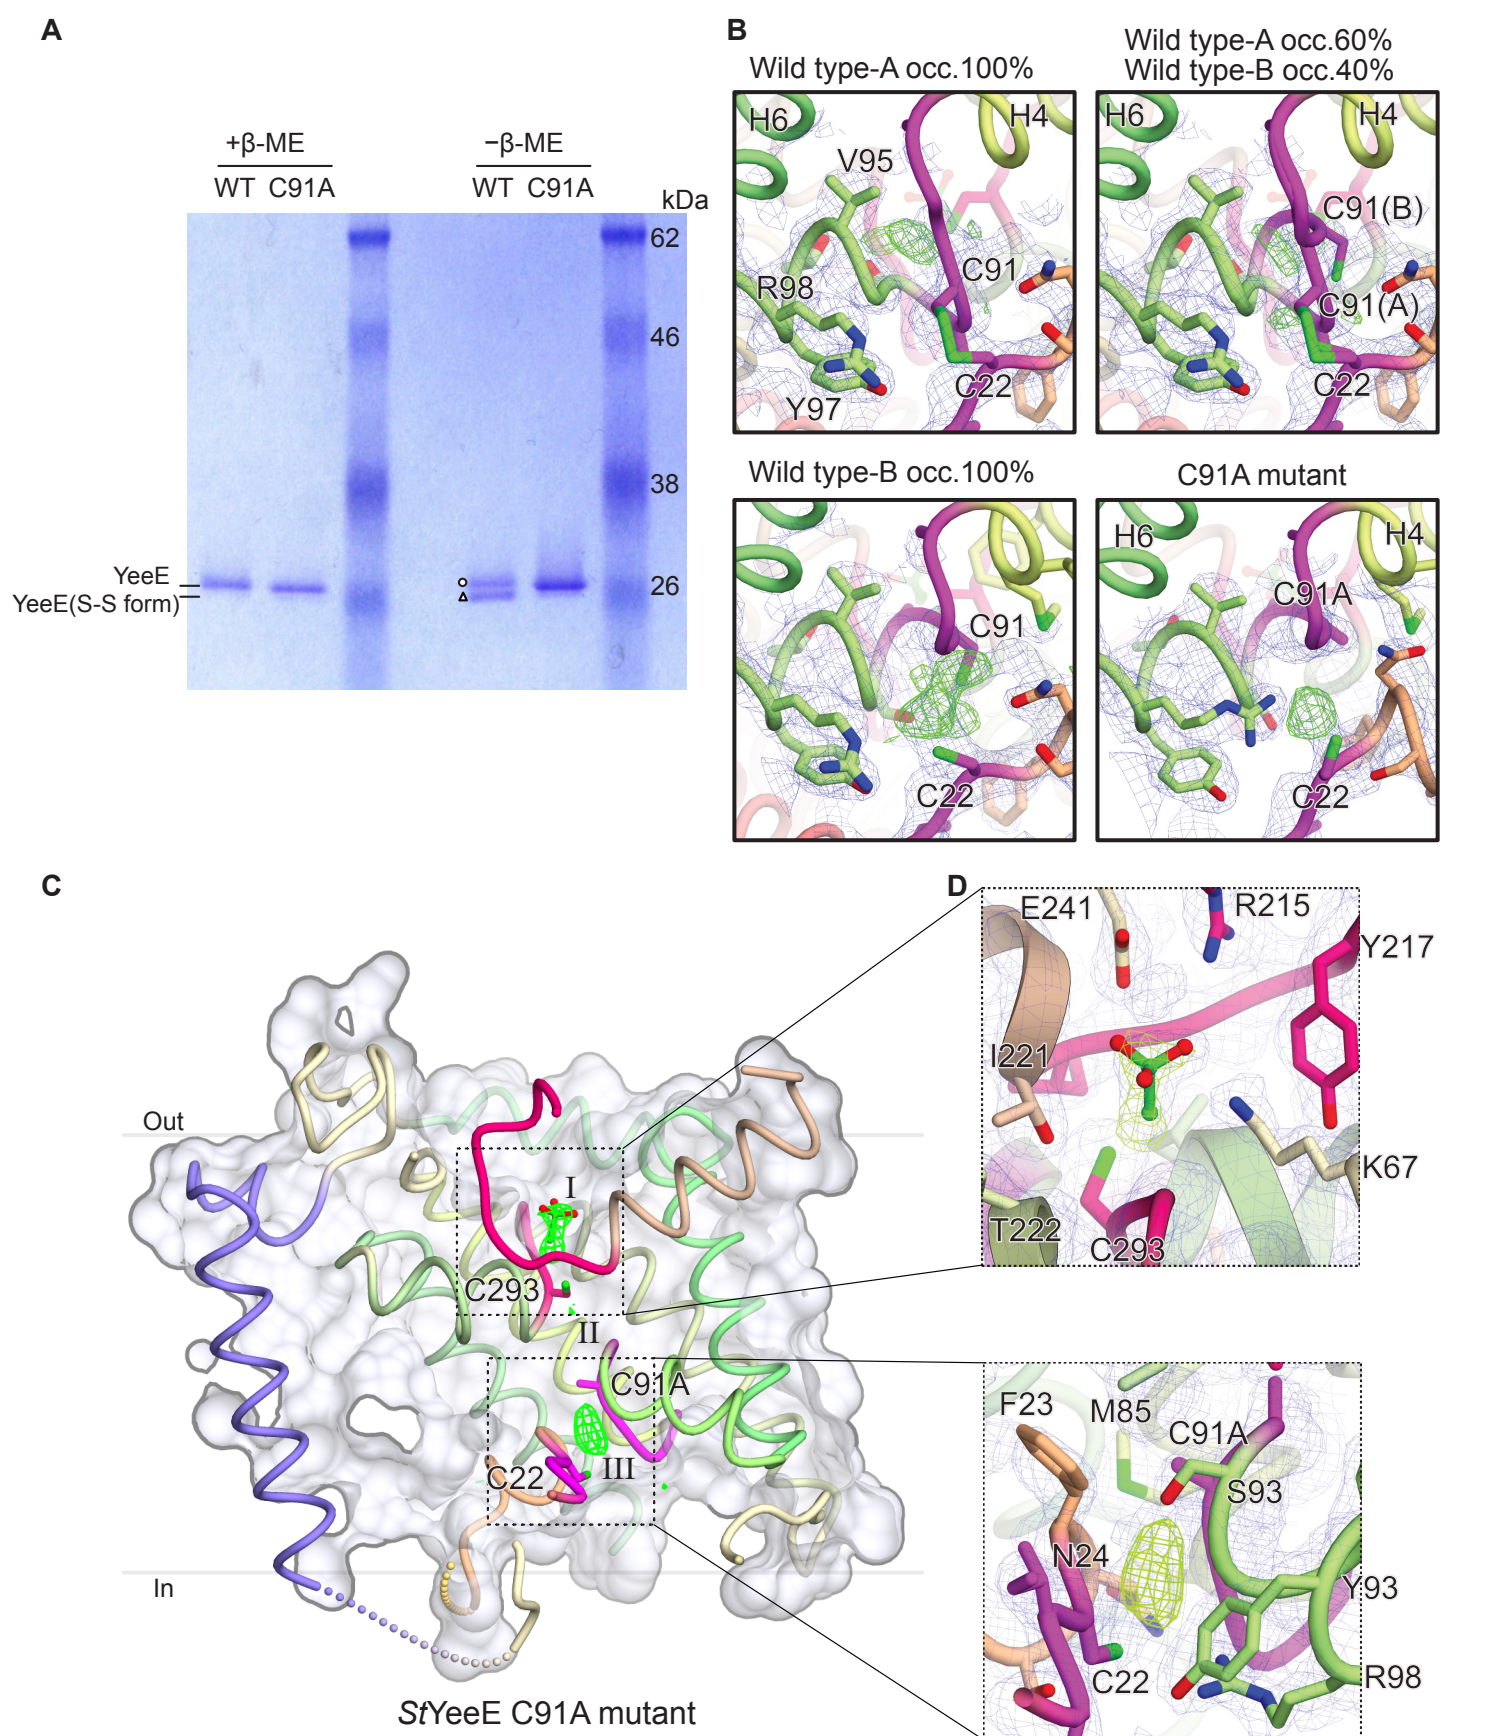 A
+β-ME
−β-ME
WT C91A
WT C91A
kDa
62
46
38
26
YeeE
YeeE(S-S form)
B
Wild type-A occ.100%
H6
H4
V95
C91
R98
C22
Y97
Wild type-A occ.60%
Wild type-B occ.40%
H6
H4
C91(B)
C91(A)
C22
Wild type-B occ.100%
C91
C22
C91A mutant
H6
H4
C91A
C22
C
Out
I
C293
II
C91A
C22
III
In
StYeeE C91A mutant
D
E241
R215
Y217
I221
K67
T222
C293
F23
M85
C91A
S93
N24
Y93
C22
R98